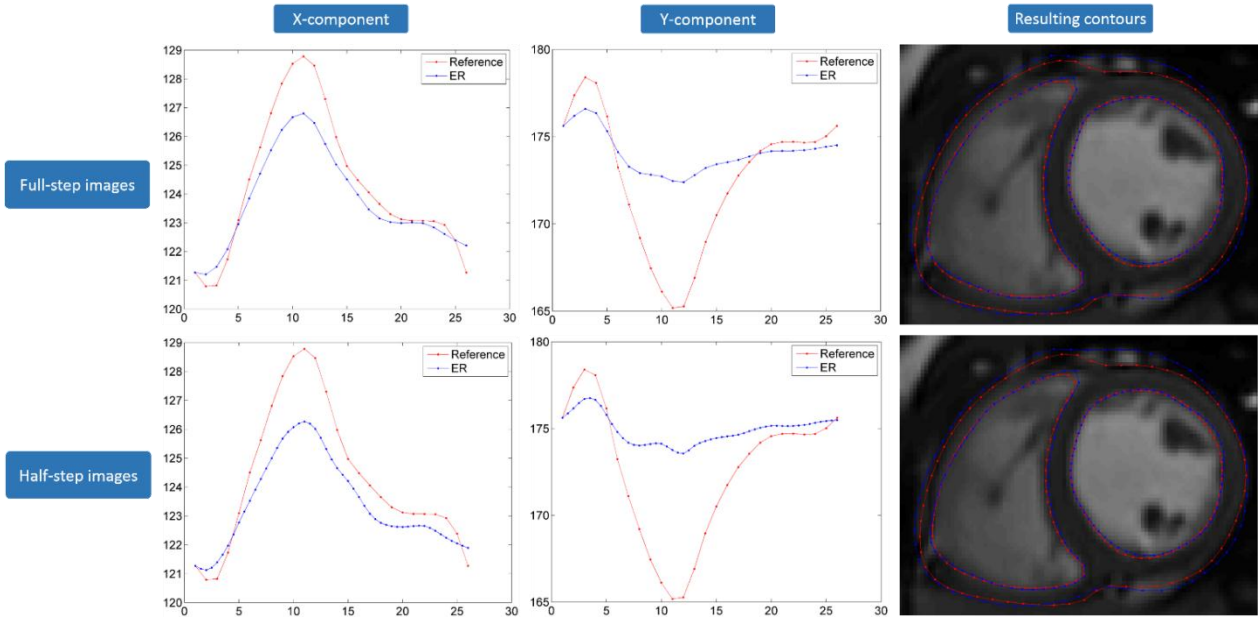 X-component
Y-component
Resulting contours
Full-step images
129
128
127
126
125
124
123
122
121
120
0 5 10 15 20 25 30
Reference
ER
180
175
170
165
0 5 10 15 20 25 30
Reference
ER
Half-step images
129
128
127
126
125
124
123
122
121
120
0 5 10 15 20 25 30
Reference
ER
180
175
170
165
0 5 10 15 20 25 30
Reference
ER